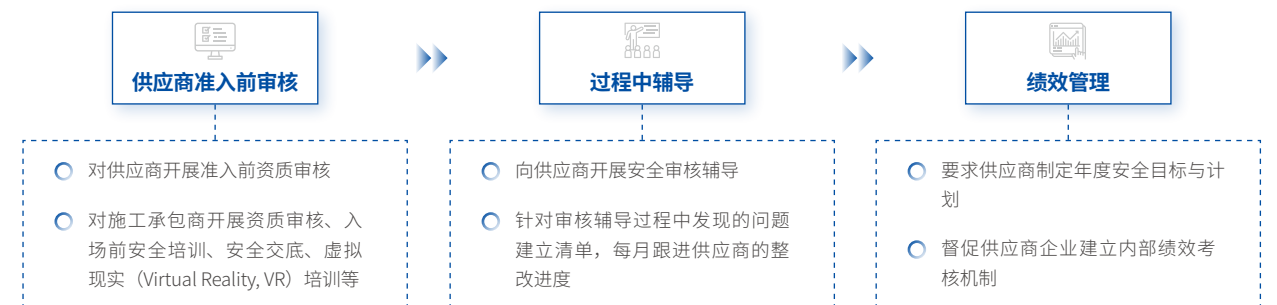 供应商准入前审核
对供应商开展准入前资质审核
对施工承包商开展资质审核、入
场前安全培训、安全交底、虚拟
现实（Virtual Reality, VR）培训等
过程中辅导
向供应商开展安全审核辅导
针对审核辅导过程中发现的问题
建立清单，每月跟进供应商的整
改进度
绩效管理
要求供应商制定年度安全目标与计
划
督促供应商企业建立内部绩效考
核机制